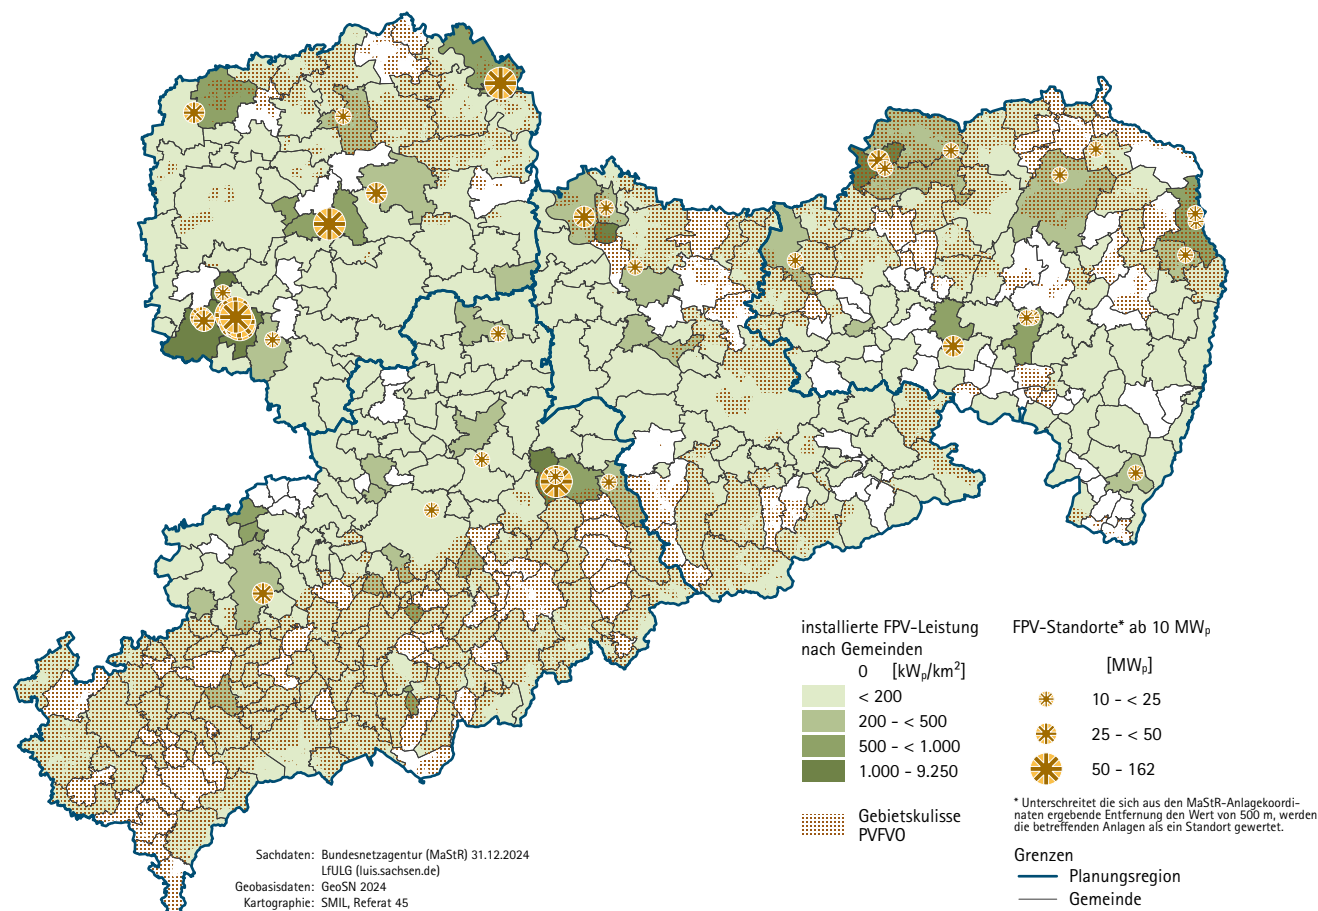 installierte FPV-Leistung
nach Gemeinden
0 [kWp/km²]
< 200
200 - < 500
500 - < 1.000
1.000 - 9.250
Gebietskulisse
PVFVO
FPV-Standorte* ab 10 MWp
[MWp]
10 - < 25
25 - < 50
50 - 162
* Unterschreitet die sich aus den MaStR-Anlagekoordi-
naten ergebende Entfernung den Wert von 500 m, werden
die betreffenden Anlagen als ein Standort gewertet.
Grenzen
Planungsregion
Gemeinde
Sachdaten: Bundesnetzagentur (MaStR) 31.12.2024
LfULG (luis.sachsen.de)
Geobasisdaten: GeoSN 2024
Kartographie: SMIL, Referat 45